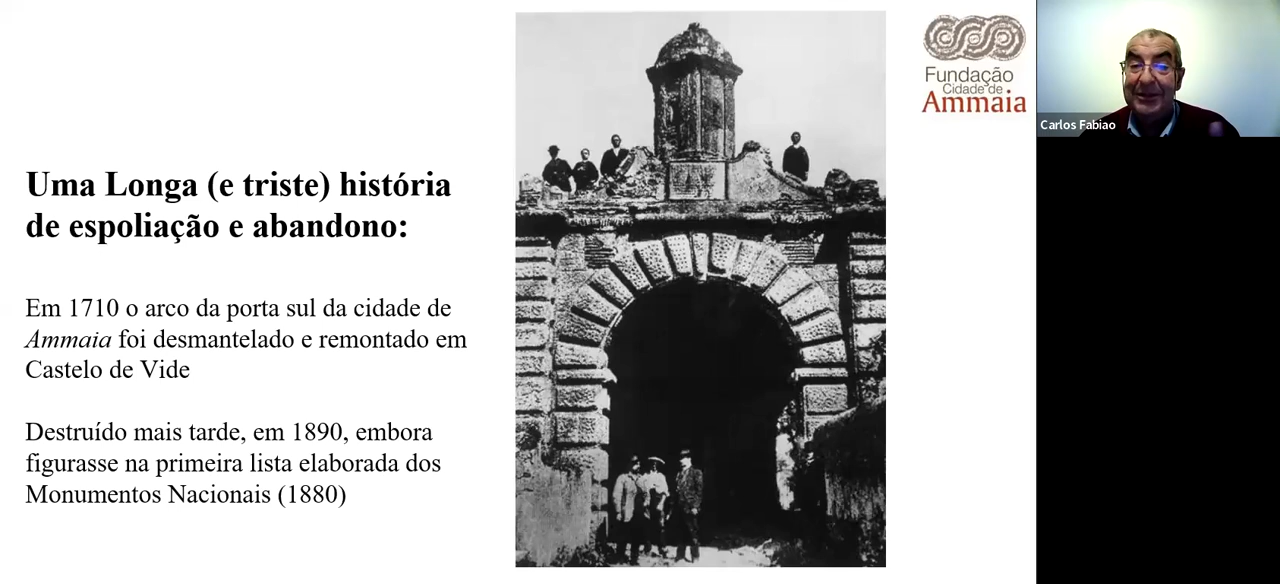 Uma Longa (e triste) história
de espoliação e abandono:
Em 1710 o arco da porta sul da cidade de
Ammaia foi desmantelado e remontado em
Castelo de Vide
Destruído mais tarde, em 1890, embora
figurasse na primeira lista elaborada dos
Monumentos Nacionais (1880)
Fundação
Cidade de
Ammaia
Carlos Fabiao